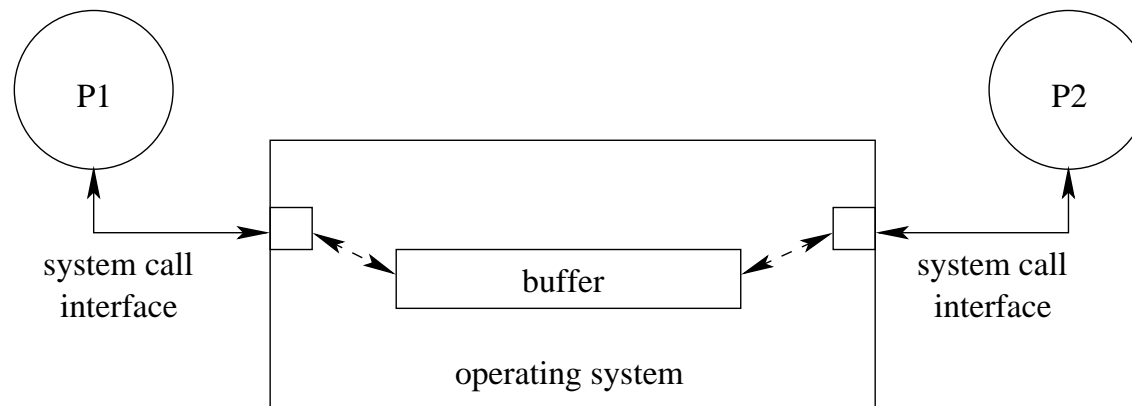 P1
P2
system call
interface
buffer
system call
interface
operating system